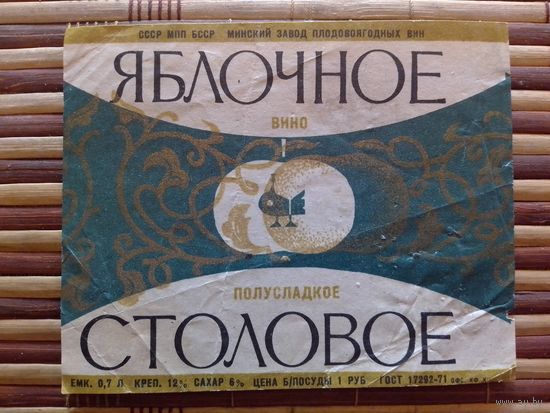 СССР МПП БССР МИНСКИЙ ЗАВОД ПЛОДОВОЯГОДНЫХ ВИН
ЯБЛОЧНОЕ
ВИНО
ПОЛУСЛАДКОЕ
СТОЛОВОЕ
ЕМК. 0,7 Л КРЕП. 12% САХАР 6% ЦЕНА Б/ПОСУДЫ 1 РУБ ГОСТ 17292-71